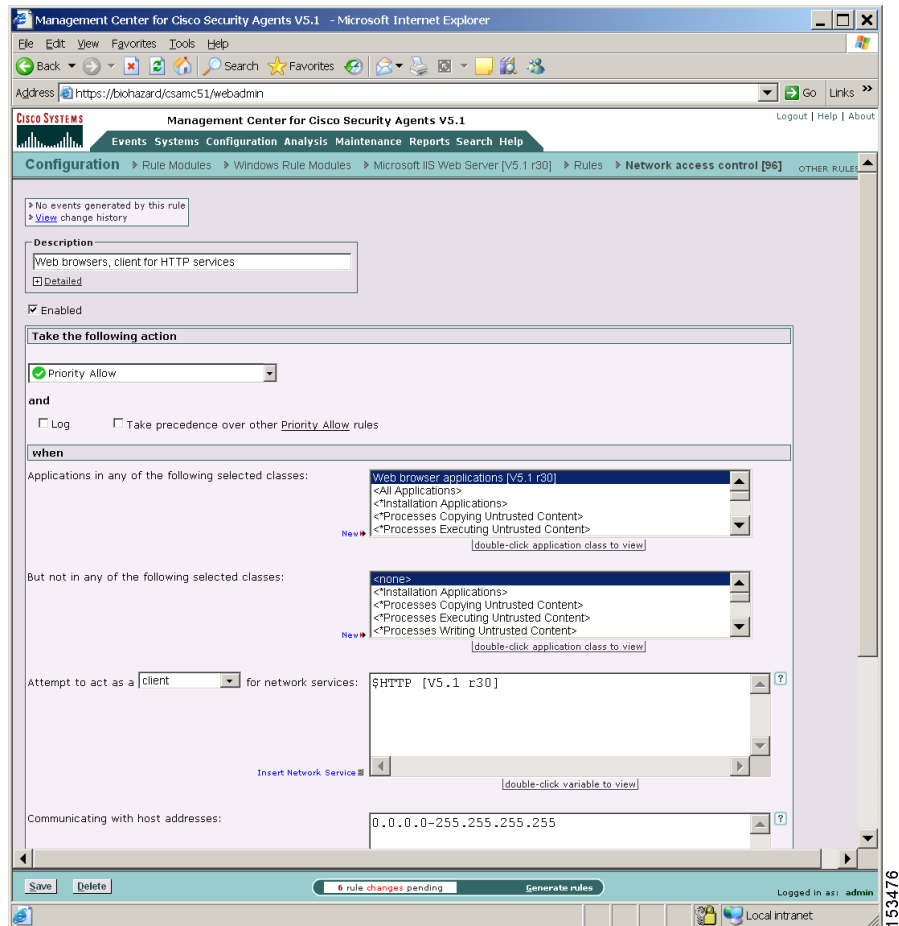 Management Center for Cisco Security Agents V5.1 - Microsoft Internet Explorer
File Edit View Favorites Tools Help
Back Search Favorites
Address https://biohazard/csamc51/webadmin Go Links »
CISCO SYSTEMS
Management Center for Cisco Security Agents V5.1
Logout | Help | About
Events Systems Configuration Analysis Maintenance Reports Search Help
Configuration Rule Modules Windows Rule Modules Microsoft IIS Web Server [V5.1 r30] Rules Network access control [96] OTHER RULES
No events generated by this rule
View change history
Description
Web browsers, client for HTTP services
Detailed
Enabled
Take the following action
Priority Allow
and
Log Take precedence over other Priority Allow rules
when
Applications in any of the following selected classes:
Web browser applications [V5.1 r30]
<All Applications>
<*Installation Applications>
<*Processes Copying Untrusted Content>
<*Processes Executing Untrusted Content>
New
double-click application class to view
But not in any of the following selected classes:
<none>
<*Installation Applications>
<*Processes Copying Untrusted Content>
<*Processes Executing Untrusted Content>
<*Processes Writing Untrusted Content>
New
double-click application class to view
Attempt to act as a client for network services:
$HTTP [V5.1 r30]
?
Insert Network Service
double-click variable to view
Communicating with host addresses:
0.0.0.0-255.255.255.255
?
Save Delete
6 rule changes pending Generate rules
Logged in as: admin
Local intranet
153476